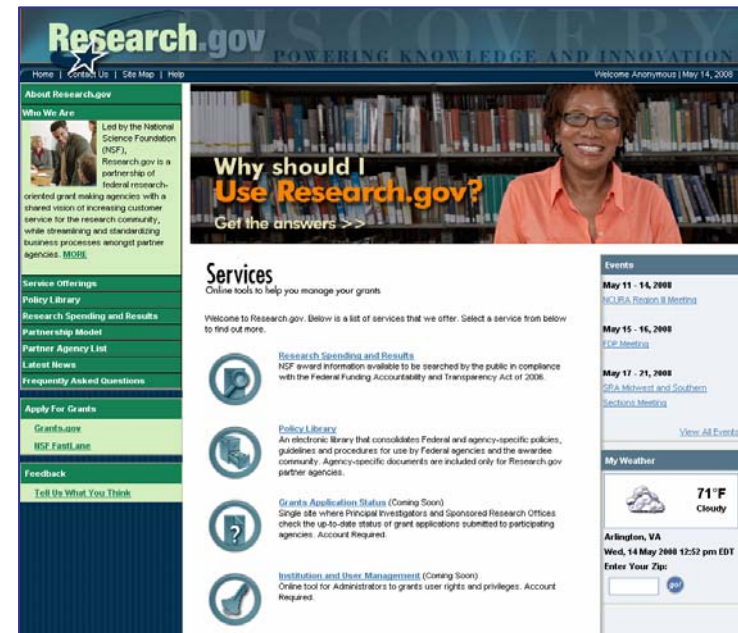 DISCOVERY
Research.gov
POWERING KNOWLEDGE AND INNOVATION
Home | Contact Us | Site Map | Help
Welcome Anonymous | May 14, 2008
About Research.gov
Who We Are
Led by the National
Science Foundation
(NSF),
Research.gov is a
partnership of
federal research-
oriented grant making agencies with a
shared vision of increasing customer
service for the research community,
while streamlining and standardizing
business processes amongst partner
agencies. MORE
Service Offerings
Policy Library
Research Spending and Results
Partnership Model
Partner Agency List
Latest News
Frequently Asked Questions
Apply For Grants
Grants.gov
NSF FastLane
Feedback
Tell Us What You Think
Why should I
Use Research.gov?
Get the answers >>
Services
Online tools to help you manage your grants
Welcome to Research.gov. Below is a list of services that we offer. Select a service from below
to find out more.
Research Spending and Results
NSF award information available to be searched by the public in compliance
with the Federal Funding Accountability and Transparency Act of 2006.
Policy Library
An electronic library that consolidates Federal and agency-specific policies,
guidelines and procedures for use by Federal agencies and the awardee
community. Agency-specific documents are included only for Research.gov
partner agencies.
Grants Application Status (Coming Soon)
Single site where Principal Investigators and Sponsored Research Offices
check the up-to-date status of grant applications submitted to participating
agencies. Account Required.
Institution and User Management (Coming Soon)
Online tool for Administrators to grants user rights and privileges. Account
Required.
Events
May 11 - 14, 2008
NCURA Region III Meeting
May 15 - 16, 2008
FDP Meeting
May 17 - 21, 2008
SRA Midwest and Southern
Sections Meeting
View All Events
My Weather
71°F
Cloudy
Arlington, VA
Wed, 14 May 2008 12:52 pm EDT
Enter Your Zip:
go!